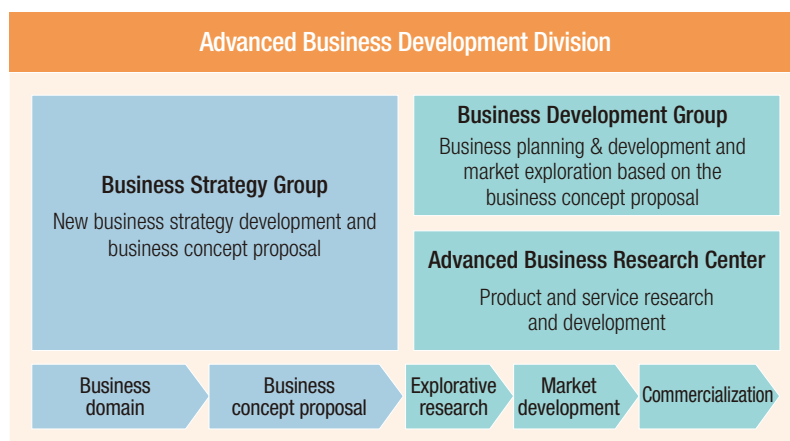 Advanced Business Development Division
Business Strategy Group
New business strategy development and
business concept proposal
Business Development Group
Business planning & development and
market exploration based on the
business concept proposal
Advanced Business Research Center
Product and service research
and development
Business
domain
Business
concept proposal
Explorative
research
Market
development
Commercialization